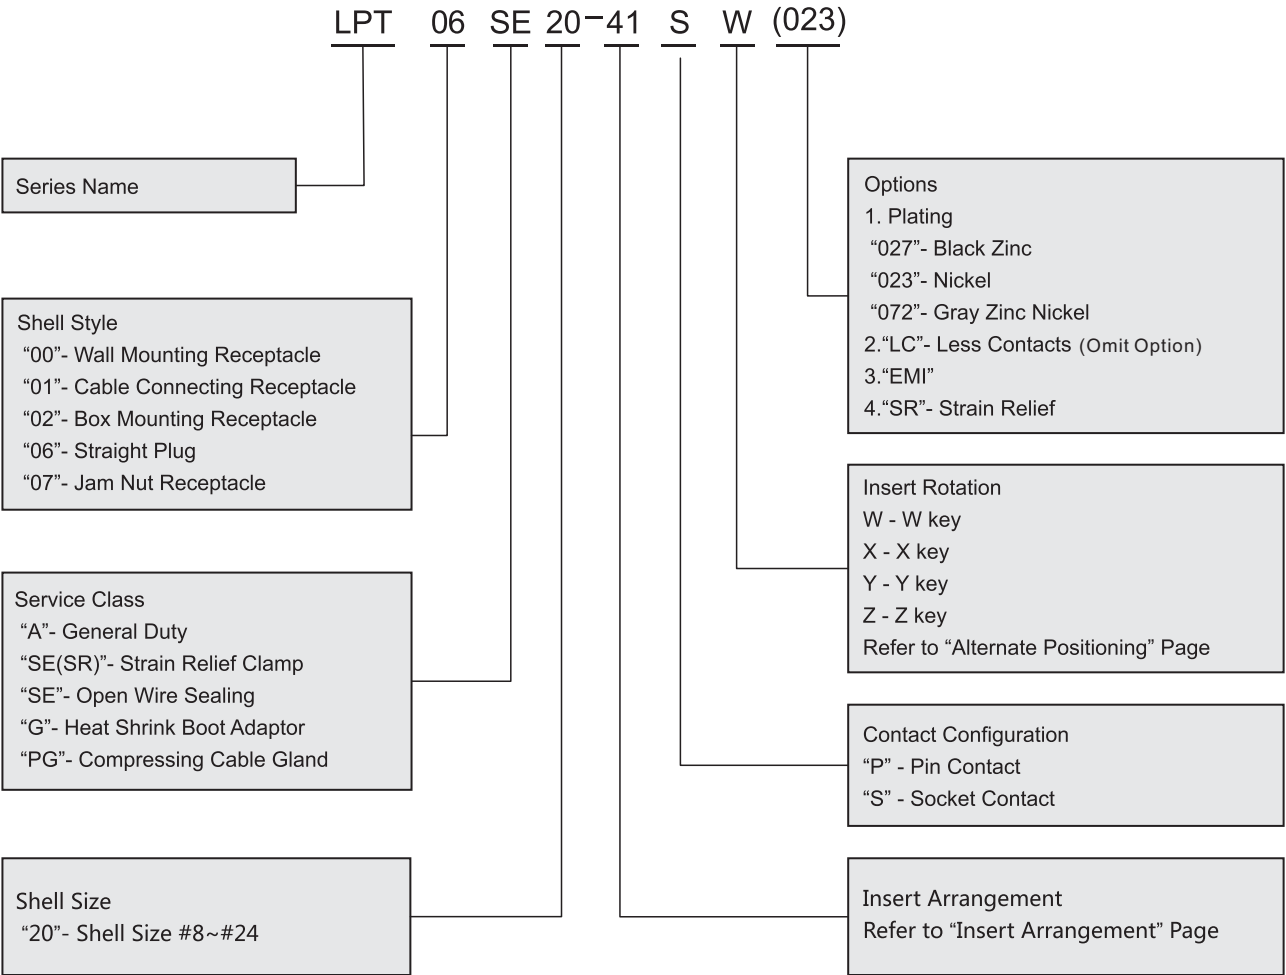 LPT 06 SE 20-41 S W (023)
Series Name
Shell Style
“00”- Wall Mounting Receptacle
“01”- Cable Connecting Receptacle
“02”- Box Mounting Receptacle
“06”- Straight Plug
“07”- Jam Nut Receptacle
Service Class
“A”- General Duty
“SE(SR)”- Strain Relief Clamp
“SE”- Open Wire Sealing
“G”- Heat Shrink Boot Adaptor
“PG”- Compressing Cable Gland
Shell Size
“20”- Shell Size #8~#24
Options
1. Plating
“027”- Black Zinc
“023”- Nickel
“072”- Gray Zinc Nickel
2.“LC”- Less Contacts (Omit Option)
3.“EMI”
4.“SR”- Strain Relief
Insert Rotation
W - W key
X - X key
Y - Y key
Z - Z key
Refer to “Alternate Positioning” Page
Contact Configuration
“P” - Pin Contact
“S” - Socket Contact
Insert Arrangement
Refer to “Insert Arrangement” Page